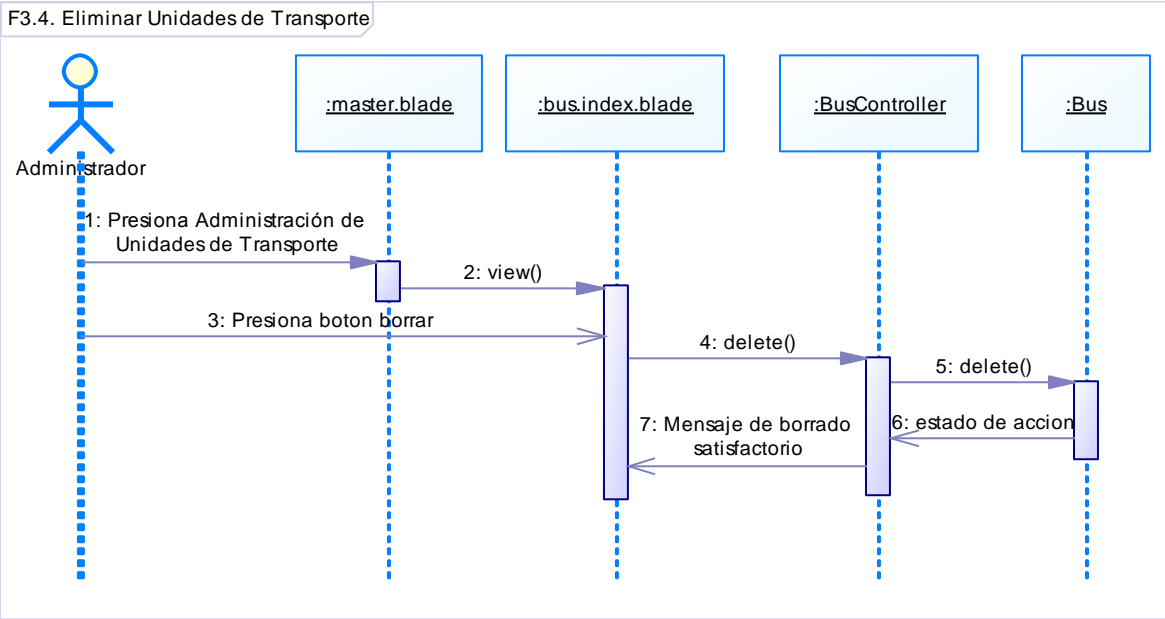 F3.4. Eliminar Unidades de Transporte
:master.blade
:bus.index.blade
:BusController
:Bus
Administrador
1: Presiona Administración de
Unidades de Transporte
2: view()
3: Presiona boton borrar
4: delete()
5: delete()
6: estado de accion
7: Mensaje de borrado
satisfactorio